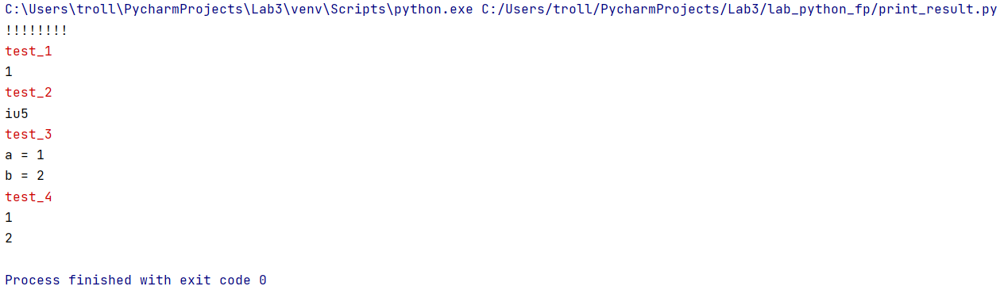 C:\Users\troll\PycharmProjects\Lab3\venv\Scripts\python.exe C:/Users/troll/PycharmProjects/Lab3/lab_python_fp/print_result.py
!!!!!!!!
test_1
1
test_2
iu5
test_3
a = 1
b = 2
test_4
1
2
Process finished with exit code 0